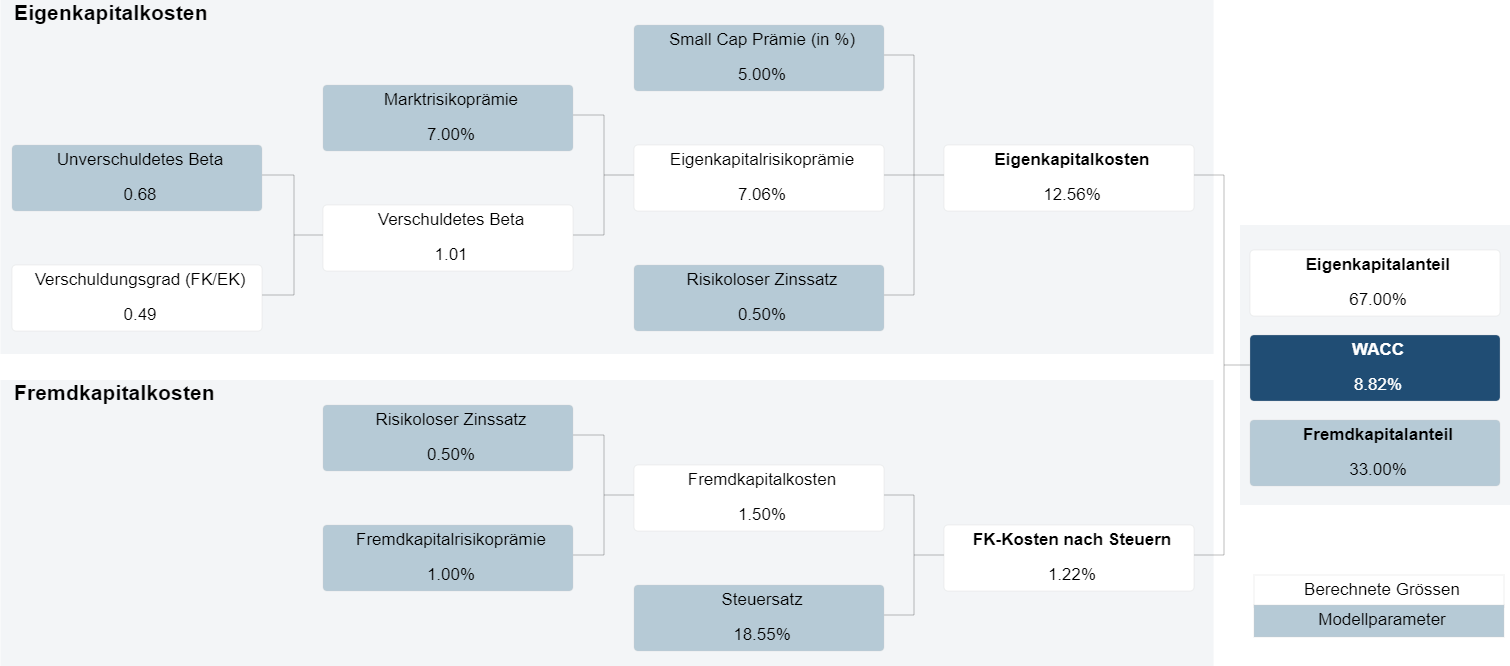 Eigenkapitalkosten
Small Cap Prämie (in %)
5.00%
Marktrisikoprämie
7.00%
Unverschuldetes Beta
0.68
Eigenkapitalrisikoprämie
7.06%
Eigenkapitalkosten
12.56%
Verschuldetes Beta
1.01
Verschuldungsgrad (FK/EK)
0.49
Risikoloser Zinssatz
0.50%
Eigenkapitalanteil
67.00%
WACC
8.82%
Fremdkapitalanteil
33.00%
Fremdkapitalkosten
Risikoloser Zinssatz
0.50%
Fremdkapitalkosten
1.50%
Fremdkapitalrisikoprämie
1.00%
FK-Kosten nach Steuern
1.22%
Steuersatz
18.55%
Berechnete Grössen
Modellparameter